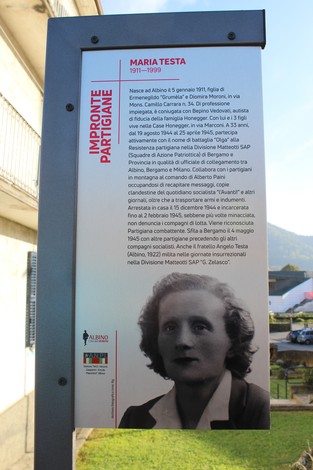 IMPRONTE
PARTIGIANE
MARIA TESTA
1911—1999
Nasce ad Albino il 5 gennaio 1911, figlia di
Ermenegildo "Grumèla" e Diomira Moroni, in via
Mons. Camillo Carrara n. 34. Di professione
impiegata, è coniugata con Bepino Vedovali, autista
di fiducia della famiglia Honegger. Con lui e i 3 figli
vive nelle Case Honegger, in via Marconi. A 33 anni,
dal 19 agosto 1944 al 25 aprile 1945, partecipa
attivamente con il nome di battaglia "Olga" alla
Resistenza partigiana nella Divisione Matteotti SAP
(Squadre di Azione Patriottica) di Bergamo e
Provincia in qualità di ufficiale di collegamento tra
Albino, Bergamo e Milano. Collabora con i partigiani
in montagna al comando di Alberto Paini
occupandosi di recapitare messaggi, copie
clandestine del quotidiano socialista "l'Avanti" e altri
giornali, oltre che a trasportare armi ed indumenti.
Arrestata in casa il 15 dicembre 1944 e incarcerata
fino al 2 febbraio 1945, sebbene più volte minacciata,
non denuncia i compagni di lotta. Viene riconosciuta
Partigiana combattente. Sfila a Bergamo il 4 maggio
1945 con altre partigiane precedendo gli altri
compagni socialisti. Anche il fratello Angelo Testa
(Albino, 1922) milita nelle giornate insurrezionali
nella Divisione Matteotti SAP "G. Zelasco".
ALBINO